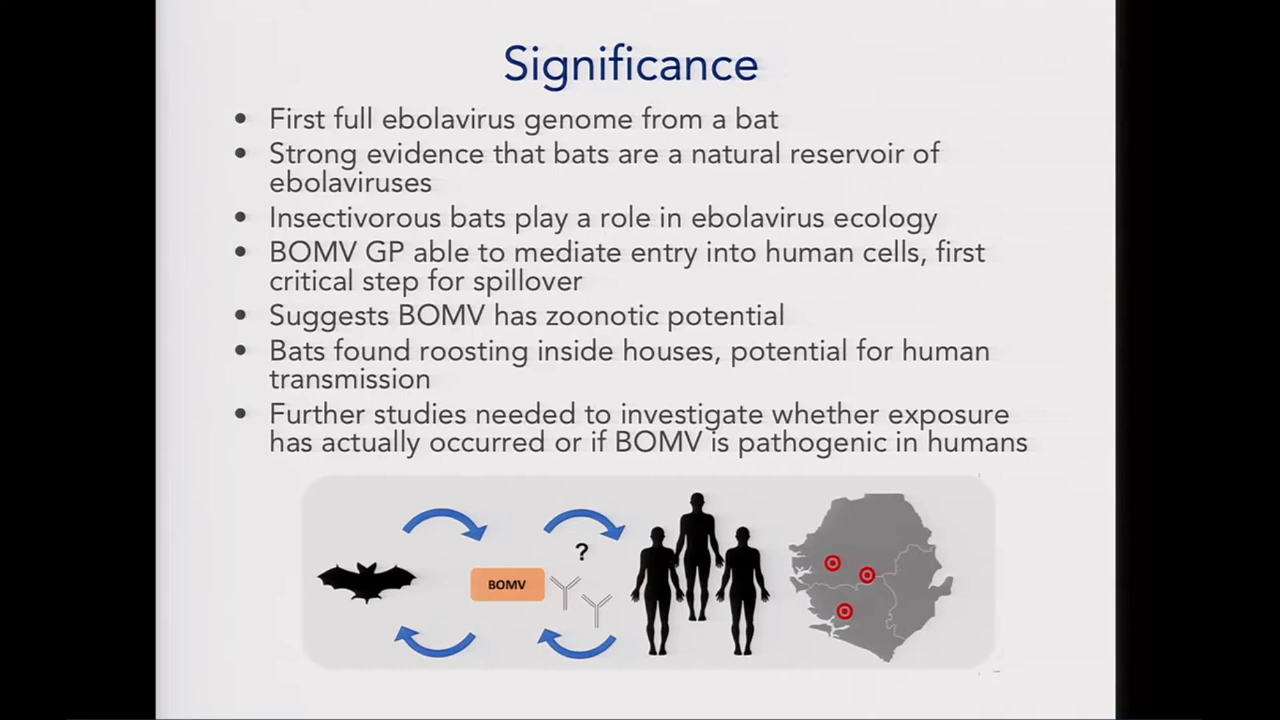 Significance
• First full ebolavirus genome from a bat
• Strong evidence that bats are a natural reservoir of
ebolaviruses
• Insectivorous bats play a role in ebolavirus ecology
• BOMV GP able to mediate entry into human cells, first
critical step for spillover
• Suggests BOMV has zoonotic potential
• Bats found roosting inside houses, potential for human
transmission
• Further studies needed to investigate whether exposure
has actually occurred or if BOMV is pathogenic in humans
?
BOMV